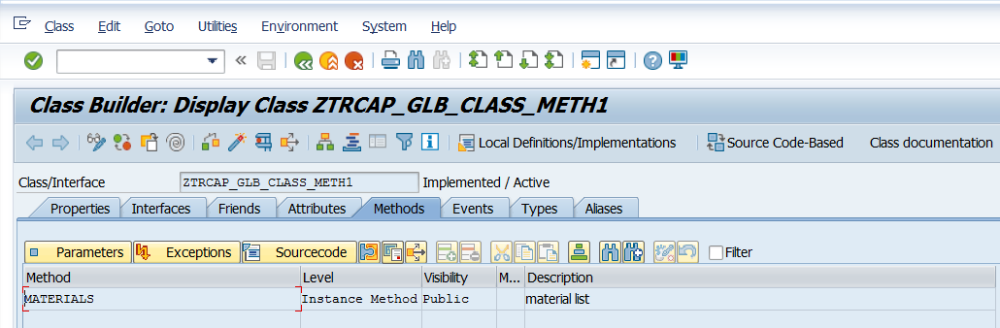 Class Edit Goto Utilities Environment System Help
Class Builder: Display Class ZTRCAP_GLB_CLASS_METH1
Local Definitions/Implementations Source Code-Based Class documentation
Class/Interface ZTRCAP_GLB_CLASS_METH1 Implemented / Active
Properties Interfaces Friends Attributes Methods Events Types Aliases
Parameters Exceptions Sourcecode Filter
Method Level Visibility M... Description
MATERIALS Instance Method Public material list